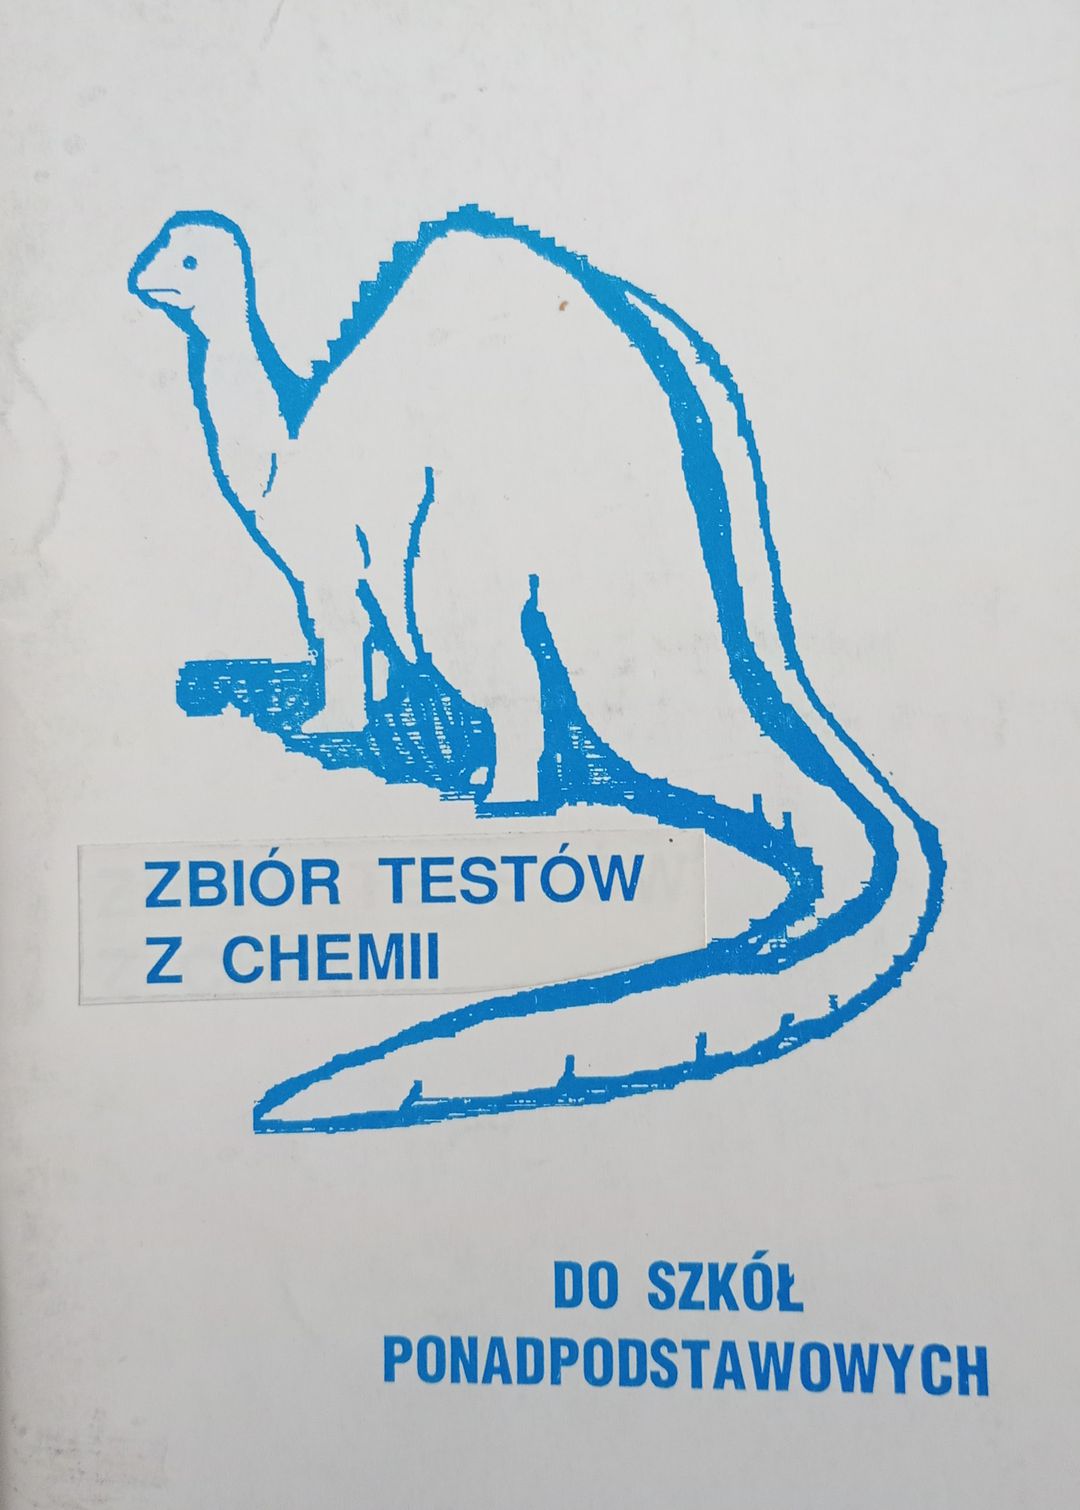 ZBIÓR TESTÓW
Z CHEMII
DO SZKÓŁ
PONADPODSTAWOWYCH